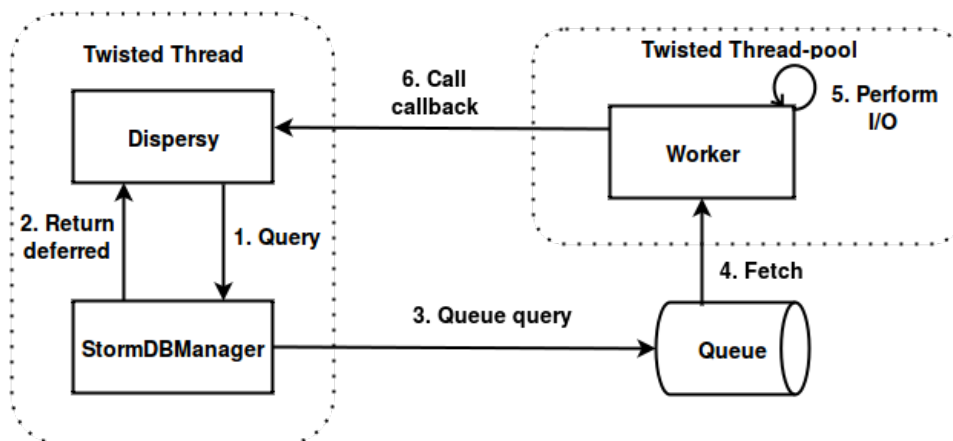 Twisted Thread
Dispersy
2. Return
deferred
1. Query
StormDBManager
6. Call
callback
3. Queue query
Twisted Thread-pool
5. Perform
I/O
Worker
4. Fetch
Queue